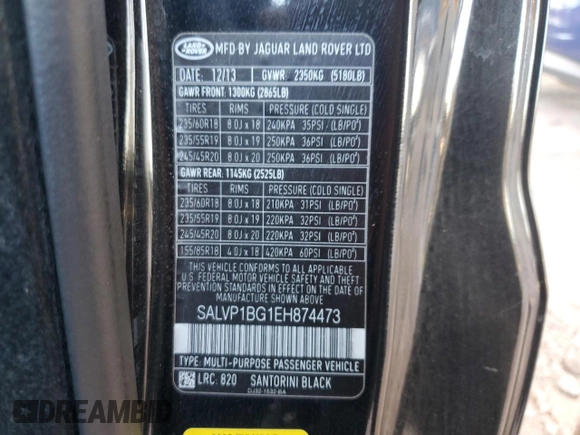 LAND ROVER
MFD BY JAGUAR LAND ROVER LTD
DATE: 12/13 GVWR: 2350KG (5180LB)
GAWR FRONT: 1300KG (2865LB)
TIRES RIMS PRESSURE (COLD SINGLE)
235/60R18 8.0J x 18 240KPA 35PSI (LB/PO²)
235/55R19 8.0J x 19 250KPA 36PSI (LB/PO²)
245/45R20 8.0J x 20 250KPA 36PSI (LB/PO²)
GAWR REAR: 1145KG (2525LB)
TIRES RIMS PRESSURE (COLD SINGLE)
235/60R18 8.0J x 18 210KPA 31PSI (LB/PO²)
235/55R19 8.0J x 19 220KPA 32PSI (LB/PO²)
245/45R20 8.0J x 20 220KPA 32PSI (LB/PO²)
155/85R18 4.0J x 18 420KPA 60PSI (LB/PO²)
THIS VEHICLE CONFORMS TO ALL APPLICABLE
U.S. FEDERAL MOTOR VEHICLE SAFETY AND THEFT
PREVENTION STANDARDS IN EFFECT ON THE DATE
OF MANUFACTURE SHOWN ABOVE
SALVP1BG1EH874473
TYPE: MULTI-PURPOSE PASSENGER VEHICLE
LRC: 820 SANTORINI BLACK
DREAMBID